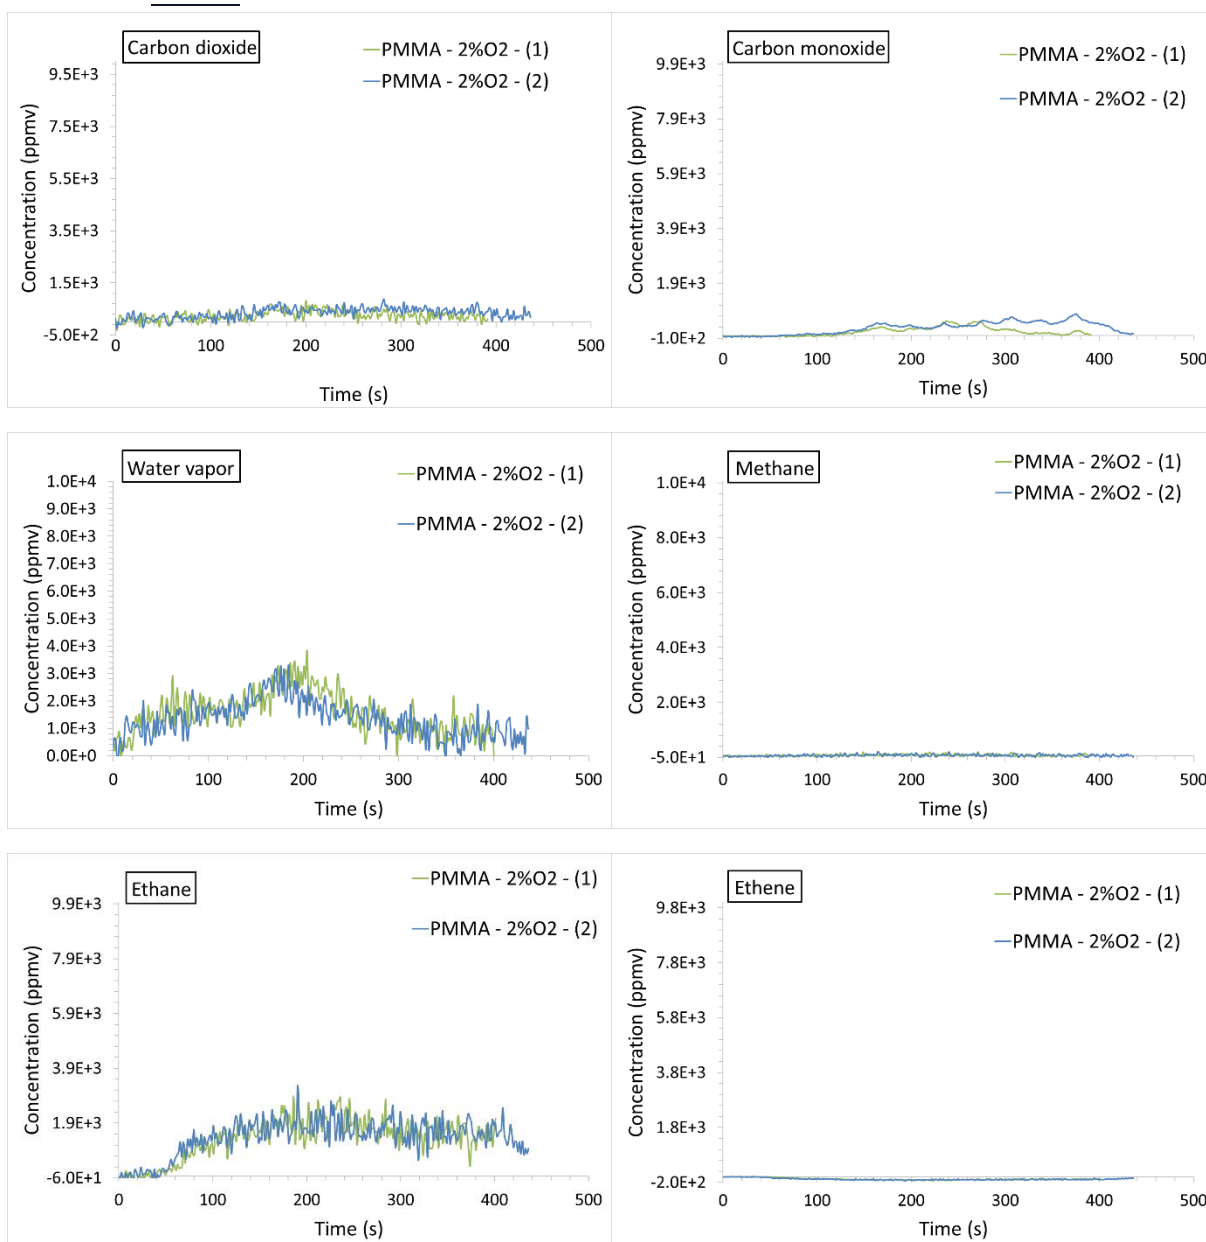 Carbon dioxide
PMMA - 2%O2 - (1)
PMMA - 2%O2 - (2)
9.5E+3
7.5E+3
5.5E+3
3.5E+3
1.5E+3
-5.0E+2
Concentration (ppmv)
0 100 200 300 400 500
Time (s)
Carbon monoxide
PMMA - 2%O2 - (1)
PMMA - 2%O2 - (2)
9.9E+3
7.9E+3
5.9E+3
3.9E+3
1.9E+3
-1.0E+2
Concentration (ppmv)
0 100 200 300 400 500
Time (s)
Water vapor
PMMA - 2%O2 - (1)
PMMA - 2%O2 - (2)
1.0E+4
9.0E+3
8.0E+3
7.0E+3
6.0E+3
5.0E+3
4.0E+3
3.0E+3
2.0E+3
1.0E+3
0.0E+0
Concentration (ppmv)
0 100 200 300 400 500
Time (s)
Methane
PMMA - 2%O2 - (1)
PMMA - 2%O2 - (2)
1.0E+4
8.0E+3
6.0E+3
4.0E+3
2.0E+3
-5.0E+1
Concentration (ppmv)
0 100 200 300 400 500
Time (s)
Ethane
PMMA - 2%O2 - (1)
PMMA - 2%O2 - (2)
9.9E+3
7.9E+3
5.9E+3
3.9E+3
1.9E+3
-6.0E+1
Concentration (ppmv)
0 100 200 300 400 500
Time (s)
Ethene
PMMA - 2%O2 - (1)
PMMA - 2%O2 - (2)
9.8E+3
7.8E+3
5.8E+3
3.8E+3
1.8E+3
-2.0E+2
Concentration (ppmv)
0 100 200 300 400 500
Time (s)